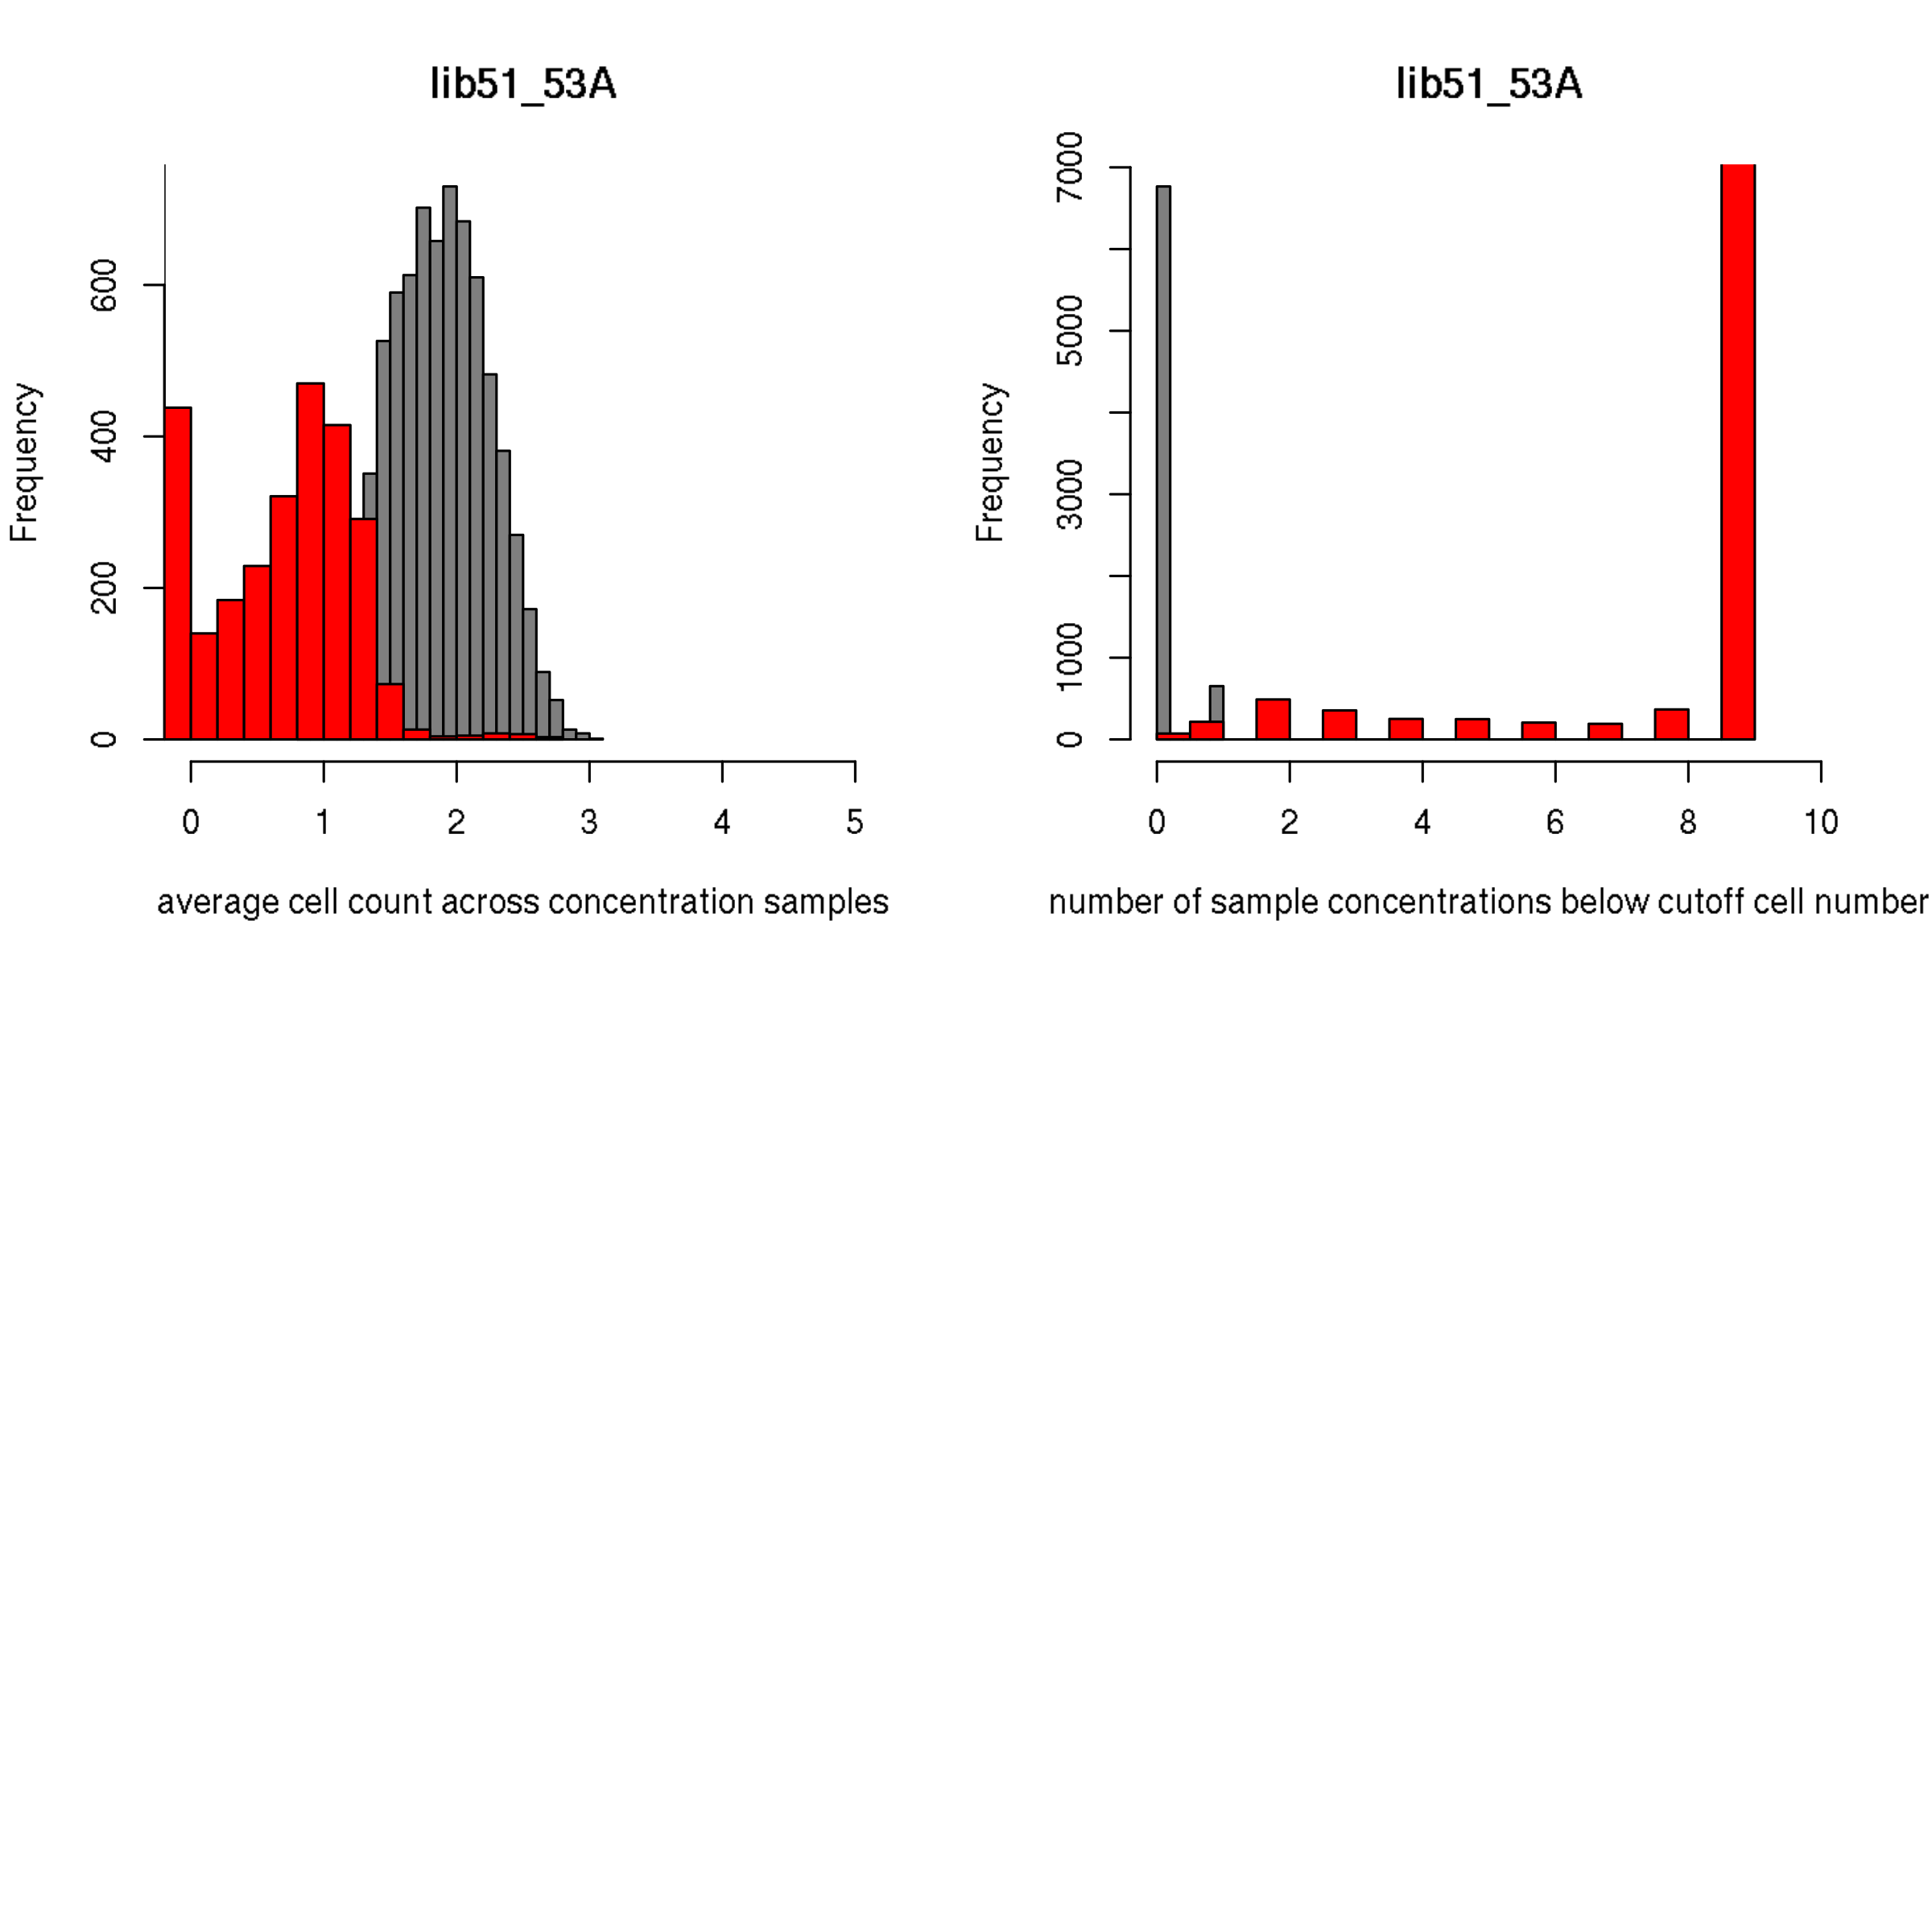 lib51_53A
Frequency
0
200
400
600
0 1 2 3 4 5
average cell count across concentration samples
lib51_53A
Frequency
0
1000
3000
5000
7000
0 2 4 6 8 10
number of sample concentrations below cutoff cell number